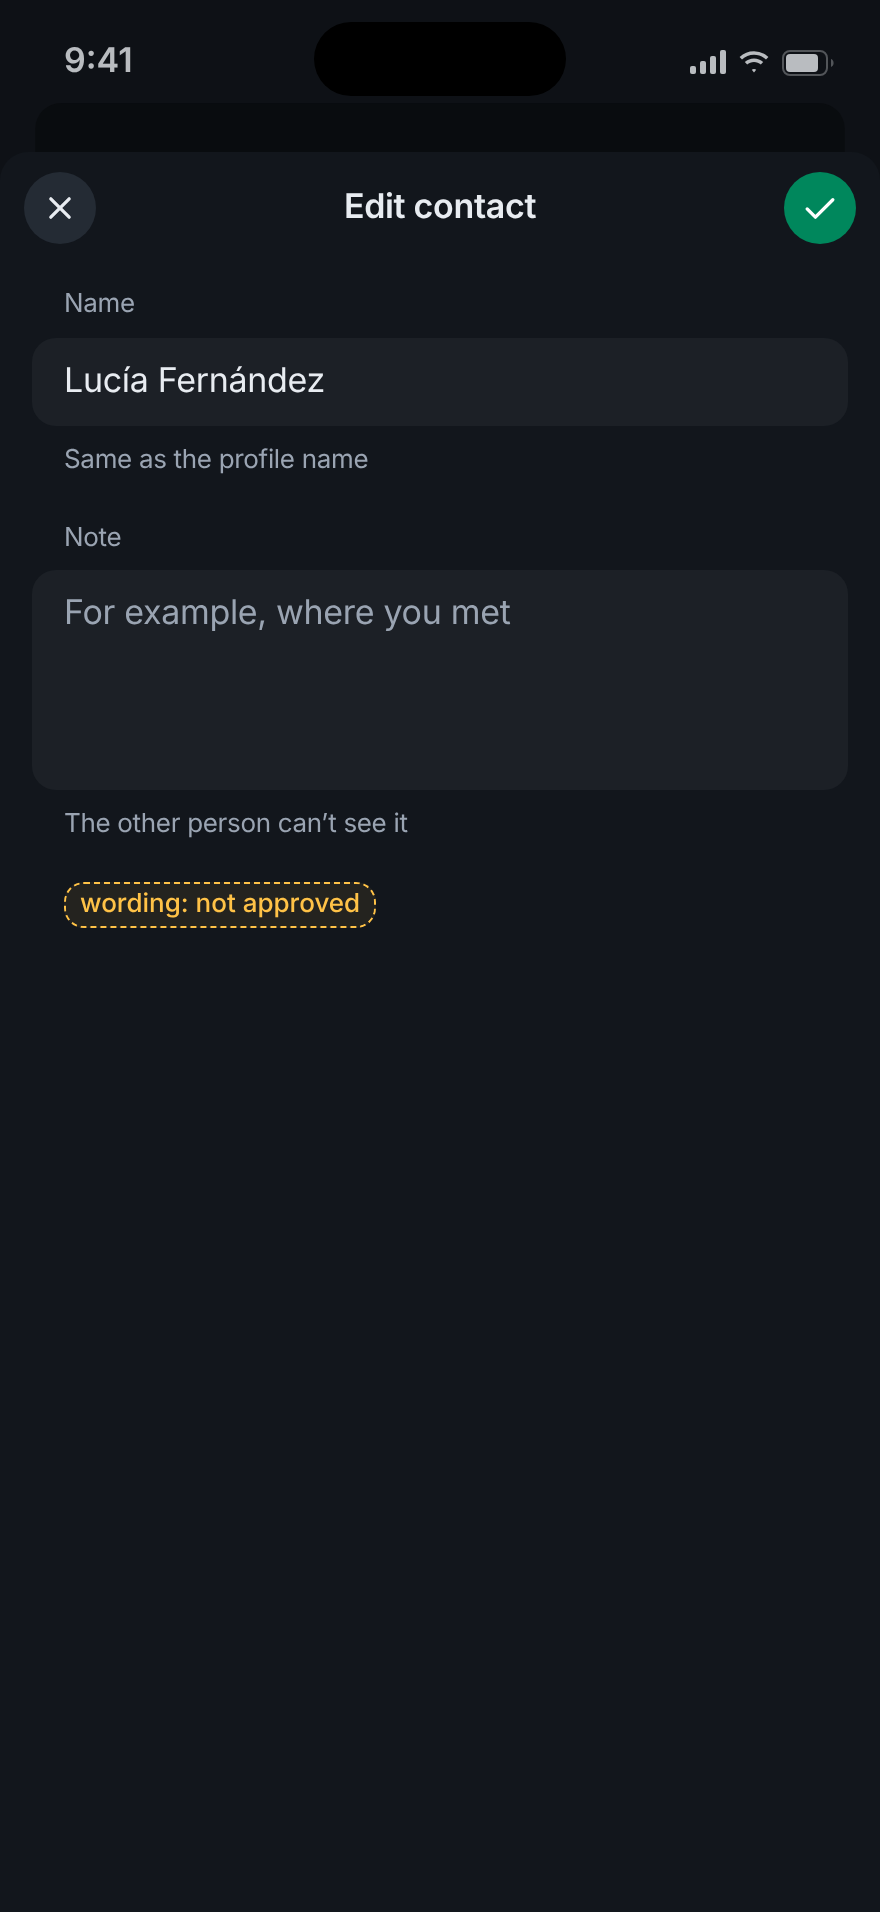 9:41
Edit contact
Name
Lucía Fernández
Same as the profile name
Note
For example, where you met
The other person can’t see it
wording: not approved